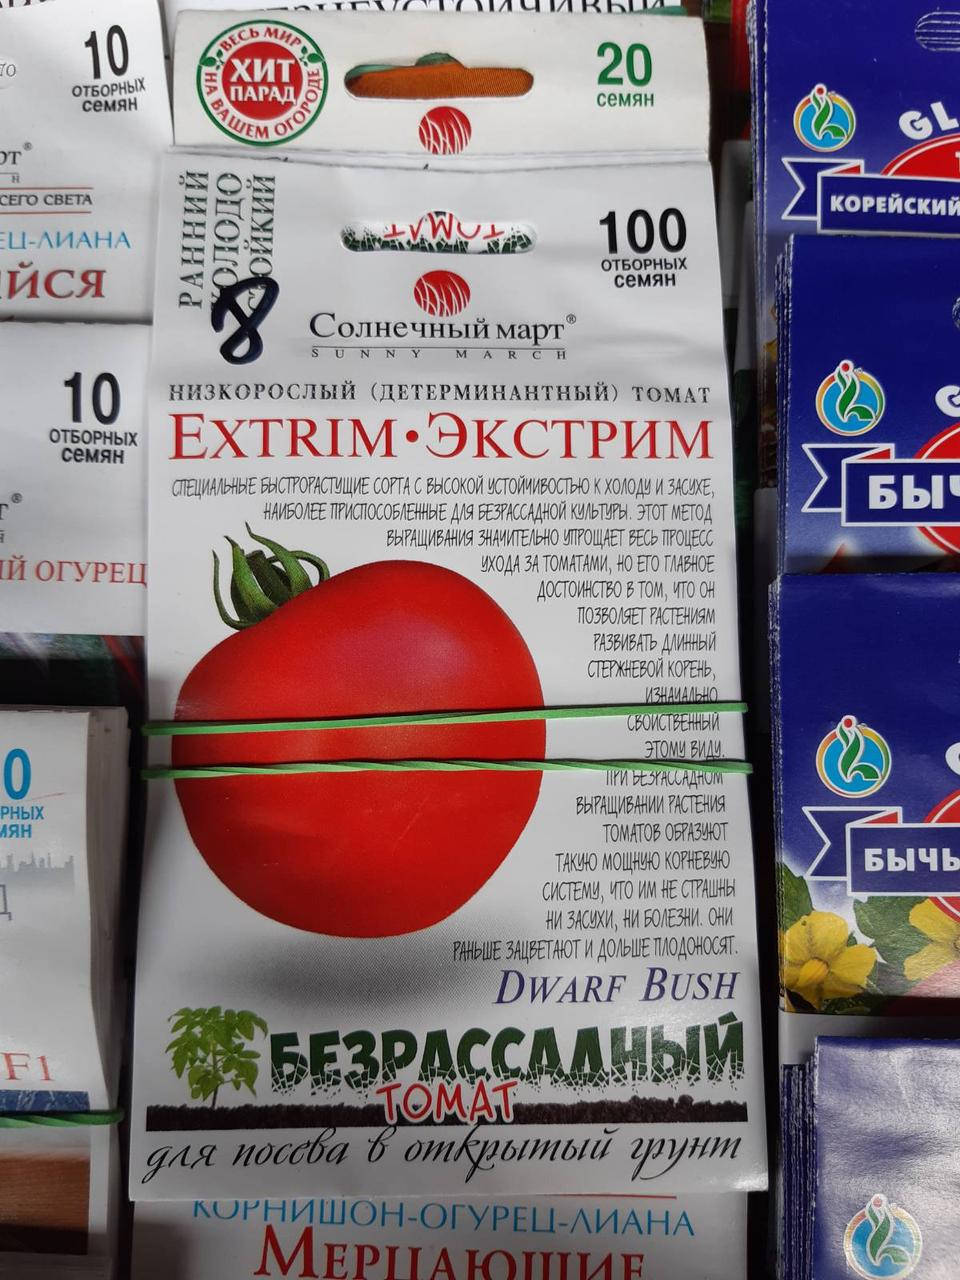 10
ОТБОРНЫХ
СЕМЯН
ВЕСЬ МИР
НА ВАШЕМ ОГОРОДЕ
ХИТ
ПАРАД
20
СЕМЯН
РАННИЙ
ТОМАТ
100
ОТБОРНЫХ
СЕМЯН
8
Солнечный март®
SUNNY MARCH
НИЗКОРОСЛЫЙ (ДЕТЕРМИНАНТНЫЙ) ТОМАТ
EXTRIM•ЭКСТРИМ
СПЕЦИАЛЬНЫЕ БЫСТРОРАСТУЩИЕ СОРТА С ВЫСОКОЙ УСТОЙЧИВОСТЬЮ К ХОЛОДУ И ЗАСУХЕ,
НАИБОЛЕЕ ПРИСПОСОБЛЕННЫЕ ДЛЯ БЕЗРАССАДНОЙ КУЛЬТУРЫ. ЭТОТ МЕТОД
ВЫРАЩИВАНИЯ ЗНАЧИТЕЛЬНО УПРОЩАЕТ ВЕСЬ ПРОЦЕСС
УХОДА ЗА ТОМАТАМИ, НО ЕГО ГЛАВНОЕ
ДОСТОИНСТВО В ТОМ, ЧТО ОН
ПОЗВОЛЯЕТ РАСТЕНИЯМ
РАЗВИВАТЬ ДЛИННЫЙ
СТЕРЖНЕВОЙ КОРЕНЬ,
ИЗНАЧАЛЬНО
СВОЙСТВЕННЫЙ
ЭТОМУ ВИДУ.
ПРИ БЕЗРАССАДНОМ
ВЫРАЩИВАНИИ РАСТЕНИЯ
ТОМАТОВ ОБРАЗУЮТ
ТАКУЮ МОЩНУЮ КОРНЕВУЮ
СИСТЕМУ, ЧТО ИМ НЕ СТРАШНЫ
НИ ЗАСУХИ, НИ БОЛЕЗНИ. ОНИ
РАНЬШЕ ЗАЦВЕТАЮТ И ДОЛЬШЕ ПЛОДОНОСЯТ.
DWARF BUSH
БЕЗРАССАДНЫЙ
ТОМАТ
для посева в открытый грунт
КОРНИШОН-ОГУРЕЦ-ЛИАНА
МЕРЦАЮЩИЕ
СЕГО СВЕТА
ЕЦ-ЛИАНА
ЙСЯ
10
ОТБОРНЫХ
СЕМЯН
ОГУРЕЦ
F1
GL
КОРЕЙСКИЙ
БЫЧ
БЫЧЬ